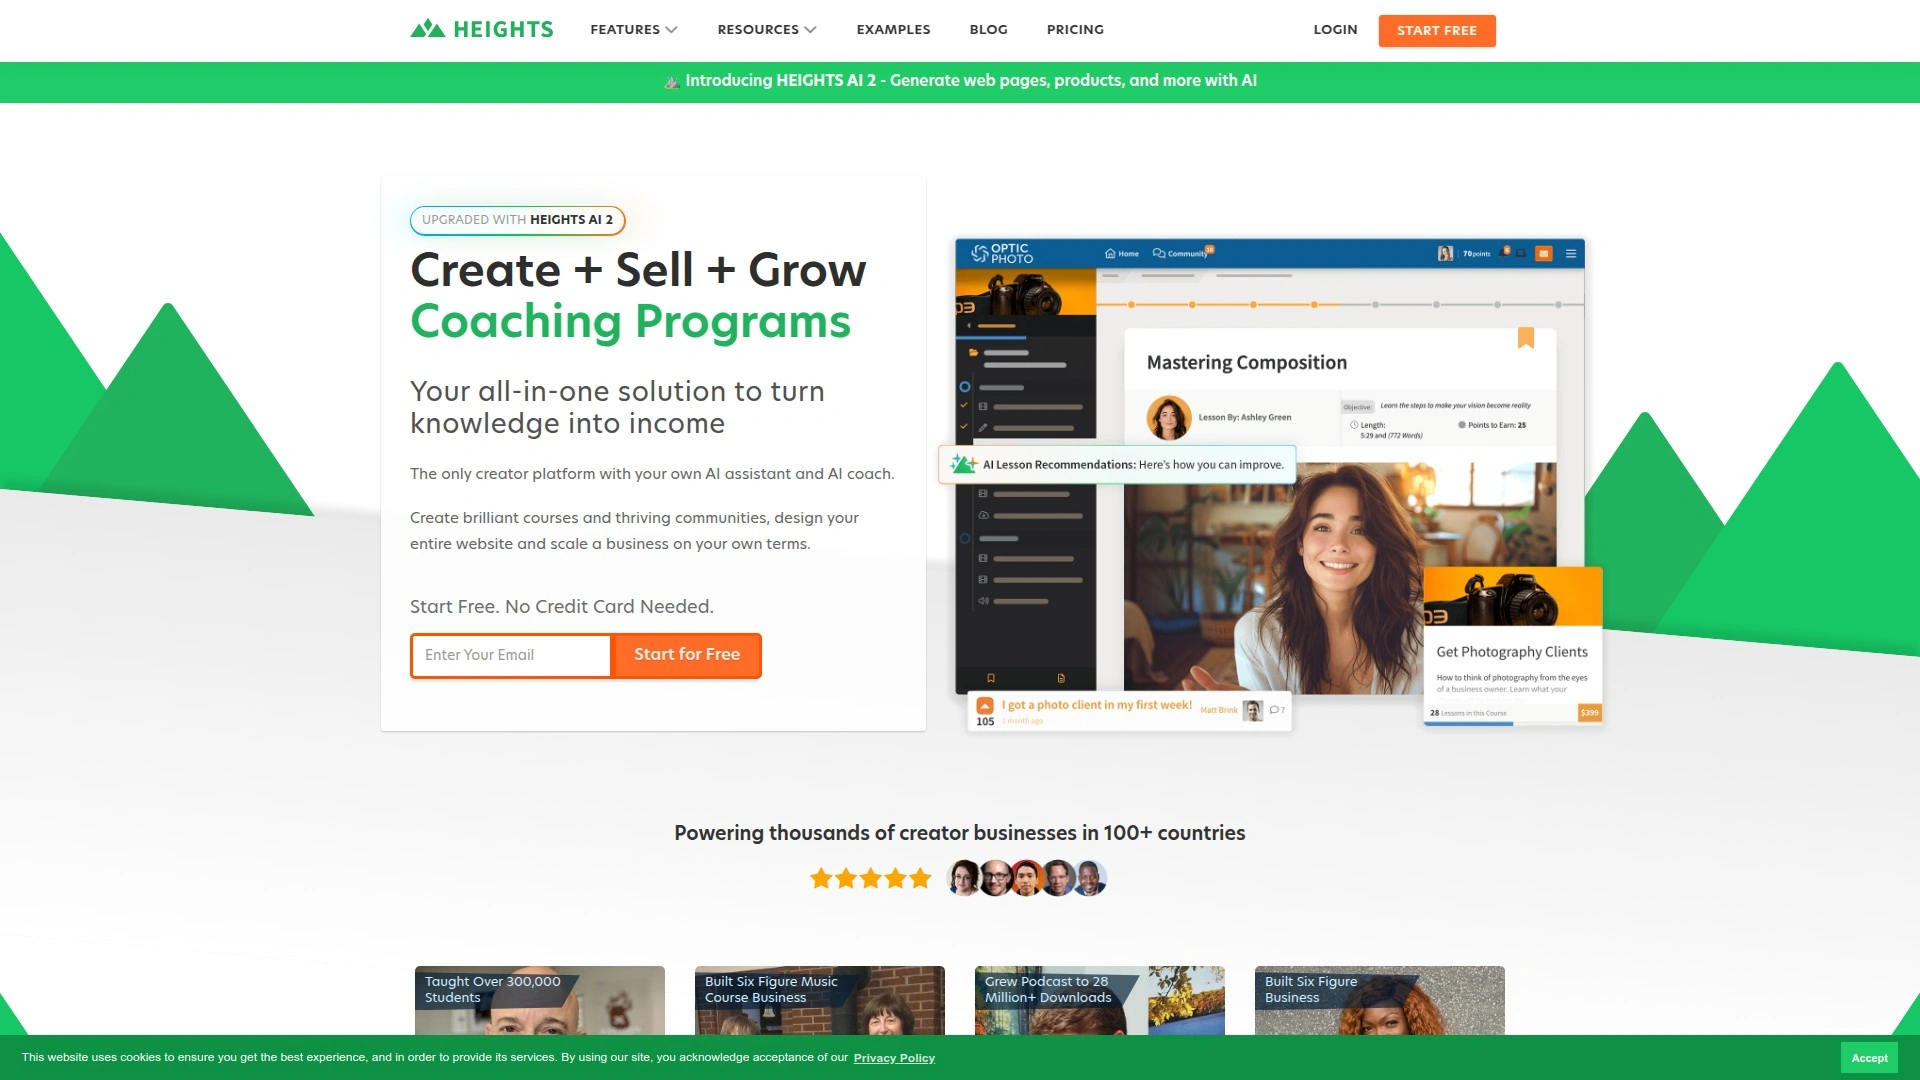 HEIGHTS
FEATURES
RESOURCES
EXAMPLES
BLOG
PRICING
LOGIN
START FREE
Introducing HEIGHTS AI 2 - Generate web pages, products, and more with AI
UPGRADED WITH HEIGHTS AI 2
Create + Sell + Grow
Coaching Programs
Your all-in-one solution to turn
knowledge into income
The only creator platform with your own AI assistant and AI coach.
Create brilliant courses and thriving communities, design your
entire website and scale a business on your own terms.
Start Free. No Credit Card Needed.
Enter Your Email
Start for Free
OPTIC
PHOTO
Home
Community
70 points
Mastering Composition
Lesson By: Ashley Green
Objective:
Learn the steps to make your vision become reality
Length:
5:29 and (772 Words)
Points to Earn: 25
AI Lesson Recommendations: Here's how you can improve.
Get Photography Clients
How to think of photography from the eyes
of a business owner. Learn what your
28 Lessons in this Course
$399
105
I got a photo client in my first week!
1 month ago
Matt Brink
7
Powering thousands of creator businesses in 100+ countries
Taught Over 300,000
Students
Built Six Figure Music
Course Business
Grew Podcast to 28
Million+ Downloads
Built Six Figure
Business
This website uses cookies to ensure you get the best experience, and in order to provide its services. By using our site, you acknowledge acceptance of our Privacy Policy
Accept